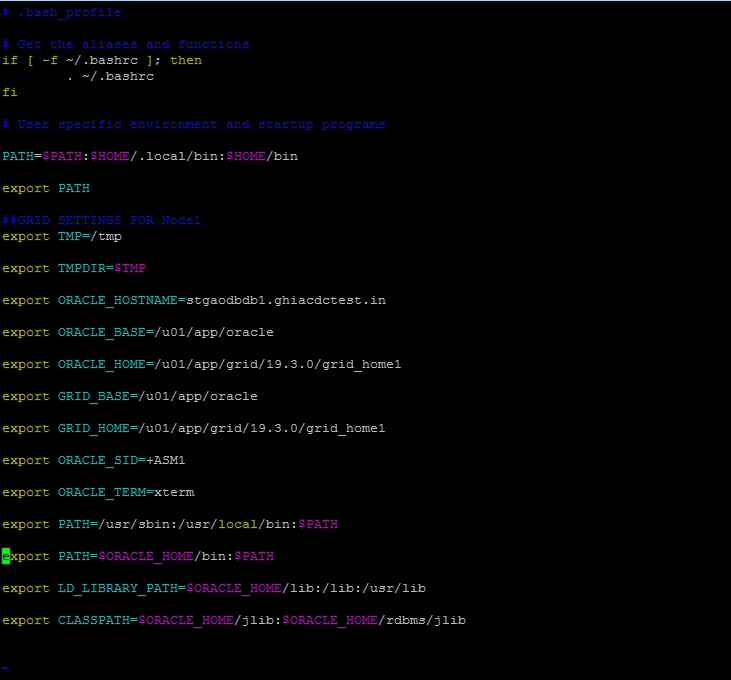 # .bash_profile
# Get the aliases and functions
if [ -f ~/.bashrc ]; then
        . ~/.bashrc
fi
# User specific environment and startup programs
PATH=$PATH:$HOME/.local/bin:$HOME/bin
export PATH
##GRID SETTINGS FOR Node1
export TMP=/tmp
export TMPDIR=$TMP
export ORACLE_HOSTNAME=stgaodbdb1.ghiacdctest.in
export ORACLE_BASE=/u01/app/oracle
export ORACLE_HOME=/u01/app/grid/19.3.0/grid_home1
export GRID_BASE=/u01/app/oracle
export GRID_HOME=/u01/app/grid/19.3.0/grid_home1
export ORACLE_SID=+ASM1
export ORACLE_TERM=xterm
export PATH=/usr/sbin:/usr/local/bin:$PATH
export PATH=$ORACLE_HOME/bin:$PATH
export LD_LIBRARY_PATH=$ORACLE_HOME/lib:/lib:/usr/lib
export CLASSPATH=$ORACLE_HOME/jlib:$ORACLE_HOME/rdbms/jlib
~